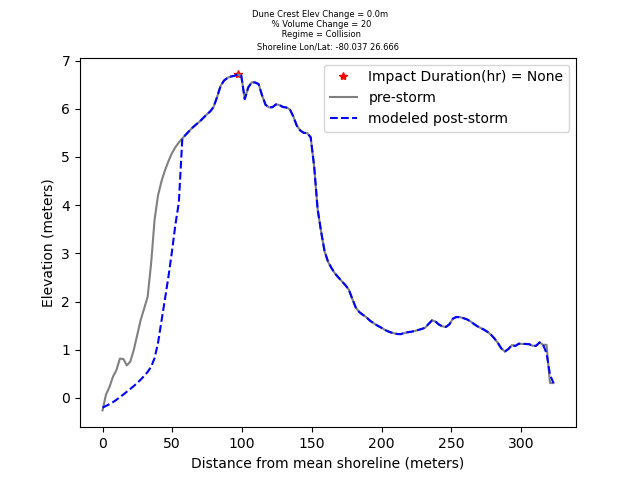 Dune Crest Elev Change = 0.0m
% Volume Change = 20
Regime = Collision
Shoreline Lon/Lat: -80.037 26.666
Impact Duration(hr) = None
pre-storm
modeled post-storm
Elevation (meters)
7
6
5
4
3
2
1
0
0 50 100 150 200 250 300
Distance from mean shoreline (meters)